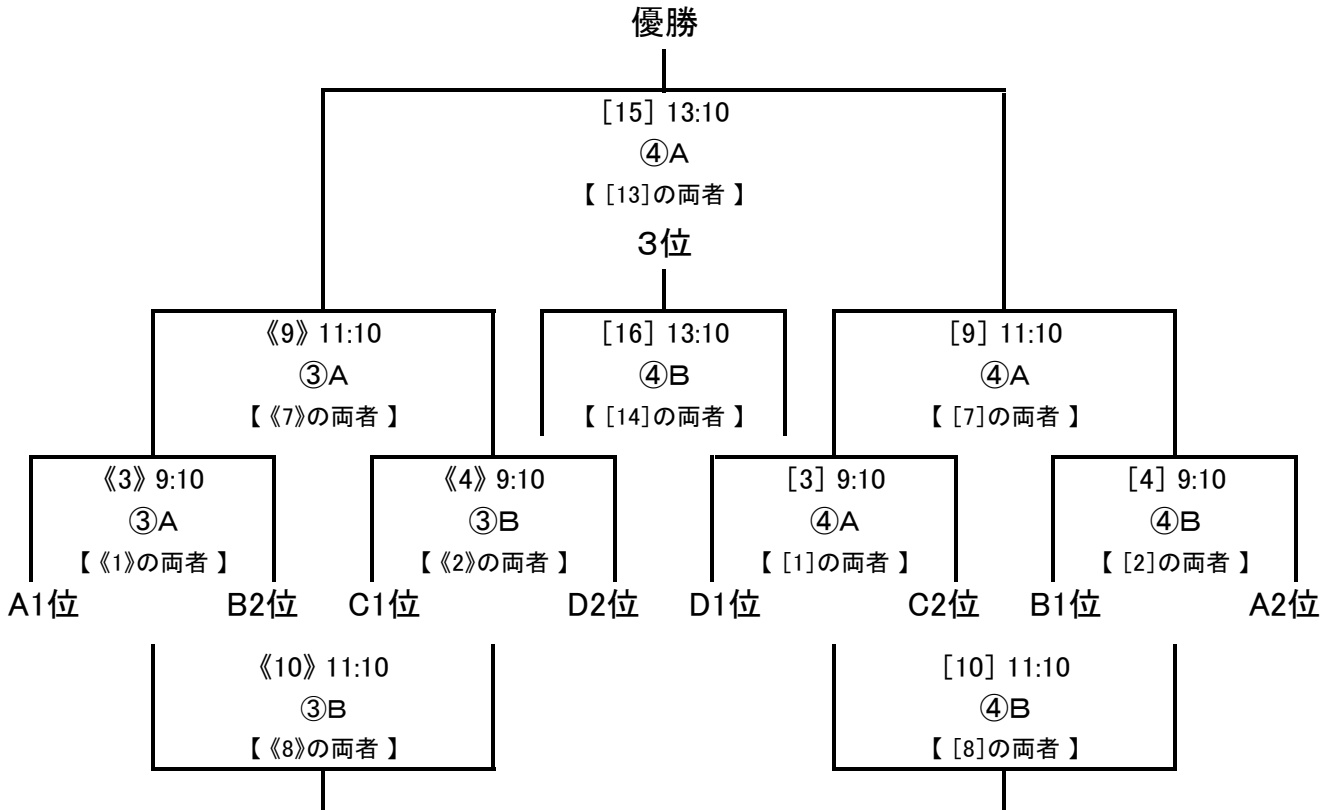 優勝
[15] 13:10
④A
【 [13]の両者 】
3位
《9》 11:10
③A
【 《7》の両者 】
[16] 13:10
④B
【 [14]の両者 】
[9] 11:10
④A
【 [7]の両者 】
《3》 9:10
③A
【 《1》の両者 】
《4》 9:10
③B
【 《2》の両者 】
[3] 9:10
④A
【 [1]の両者 】
[4] 9:10
④B
【 [2]の両者 】
A1位 B2位 C1位 D2位 D1位 C2位 B1位 A2位
《10》 11:10
③B
【 《8》の両者 】
[10] 11:10
④B
【 [8]の両者 】